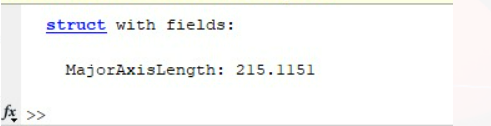 struct with fields:
MajorAxisLength: 215.1151
fx >>